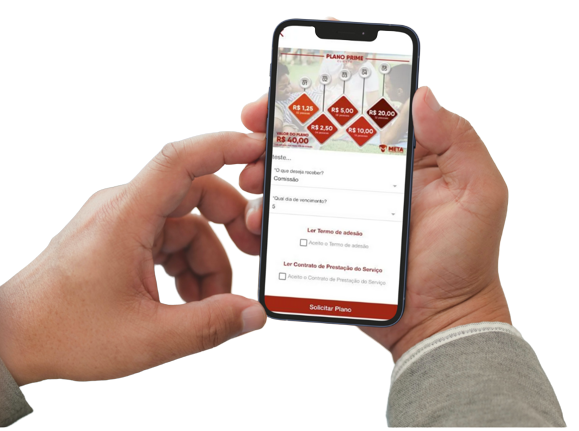 PLANO PRIME
R$ 1,25
R$ 5,00
R$ 20,00
R$ 2,50
R$ 10,00
VALOR DO PLANO
R$ 40,00
META
*O que deseja receber?
Comissão
*Qual dia de vencimento?
5
Ler Termo de adesão
Aceito o Termo de adesão
Ler Contrato de Prestação do Serviço
Aceito o Contrato de Prestação do Serviço
Solicitar Plano